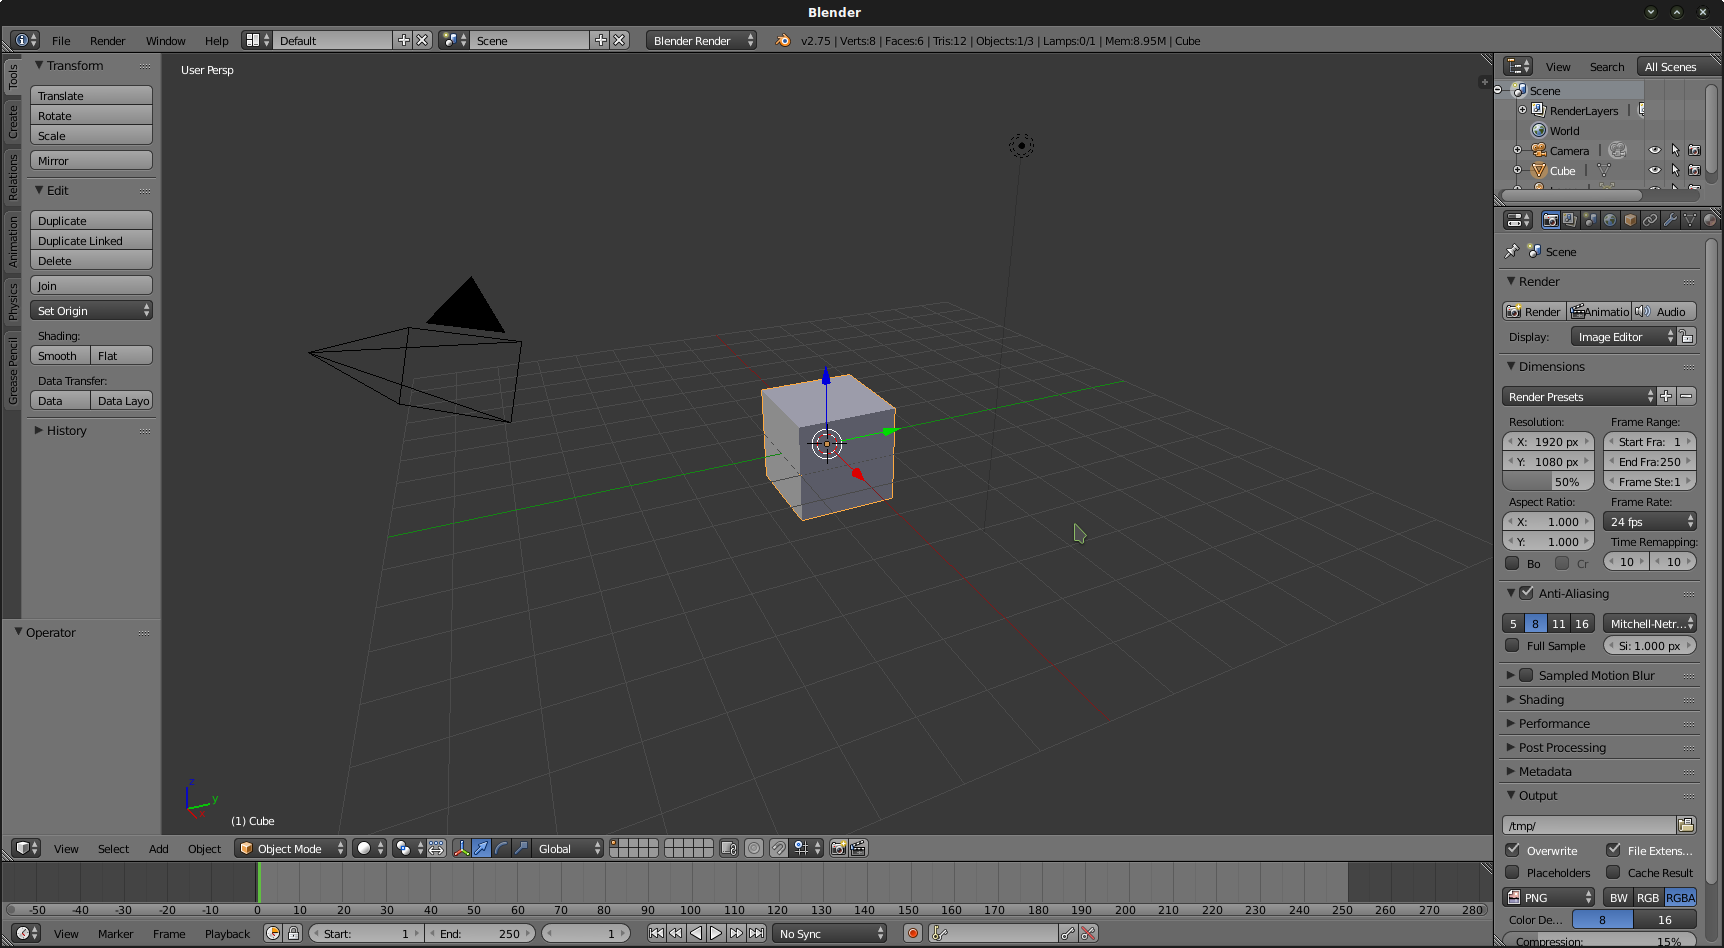 Blender
File Render Window Help Default Scene Blender Render v2.75 | Verts:8 | Faces:6 | Tris:12 | Objects:1/3 | Lamps:0/1 | Mem:8.95M | Cube
Tools
Create
Relations
Animation
Physics
Grease Pencil
Transform
Translate
Rotate
Scale
Mirror
Edit
Duplicate
Duplicate Linked
Delete
Join
Set Origin
Shading:
Smooth Flat
Data Transfer:
Data Data Layo
History
Operator
User Persp
z
y
x
(1) Cube
View Select Add Object Object Mode Global
-50 -40 -30 -20 -10 0 10 20 30 40 50 60 70 80 90 100 110 120 130 140 150 160 170 180 190 200 210 220 230 240 250 260 270 280
View Marker Frame Playback Start: 1 End: 250 1 No Sync
View Search All Scenes
Scene
RenderLayers |
World
Camera |
Cube |
Scene
Render
Render Animatio Audio
Display: Image Editor
Dimensions
Render Presets
Resolution: Frame Range:
X: 1920 px Start Fra: 1
Y: 1080 px End Fra:250
50% Frame Ste:1
Aspect Ratio: Frame Rate:
X: 1.000 24 fps
Y: 1.000 Time Remapping:
Bo Cr 10 10
Anti-Aliasing
5 8 11 16 Mitchell-Netr...
Full Sample Si: 1.000 px
Sampled Motion Blur
Shading
Performance
Post Processing
Metadata
Output
/tmp/
Overwrite File Extens...
Placeholders Cache Result
PNG BW RGB RGBA
Color De... 8 16
Compression: 15%